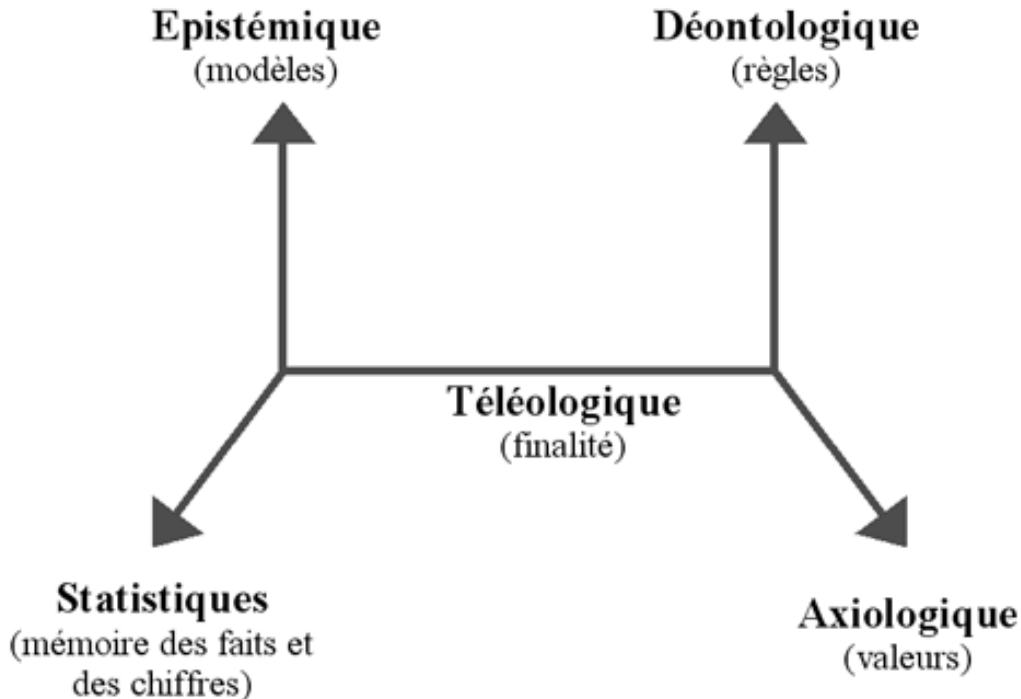 Epistémique
(modèles)
Déontologique
(règles)
Téléologique
(finalité)
Statistiques
(mémoire des faits et
des chiffres)
Axiologique
(valeurs)